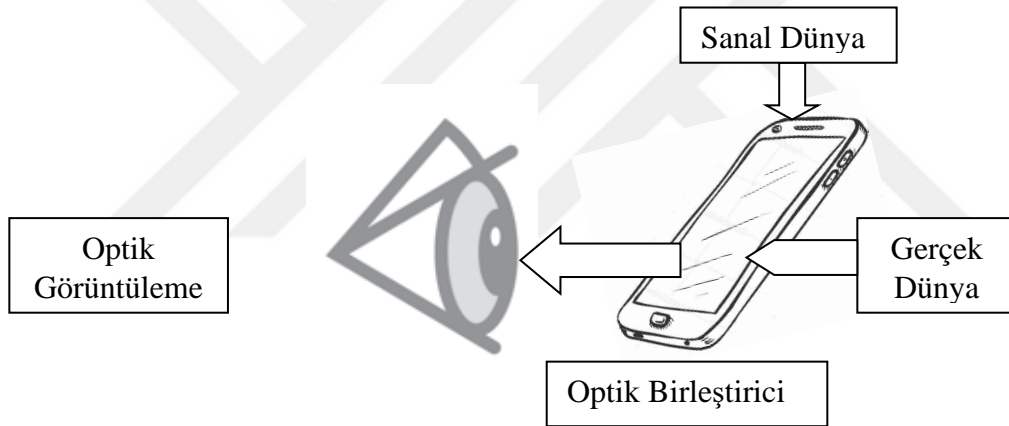 Sanal Dünya
Optik
Görüntüleme
Gerçek
Dünya
Optik Birleştirici